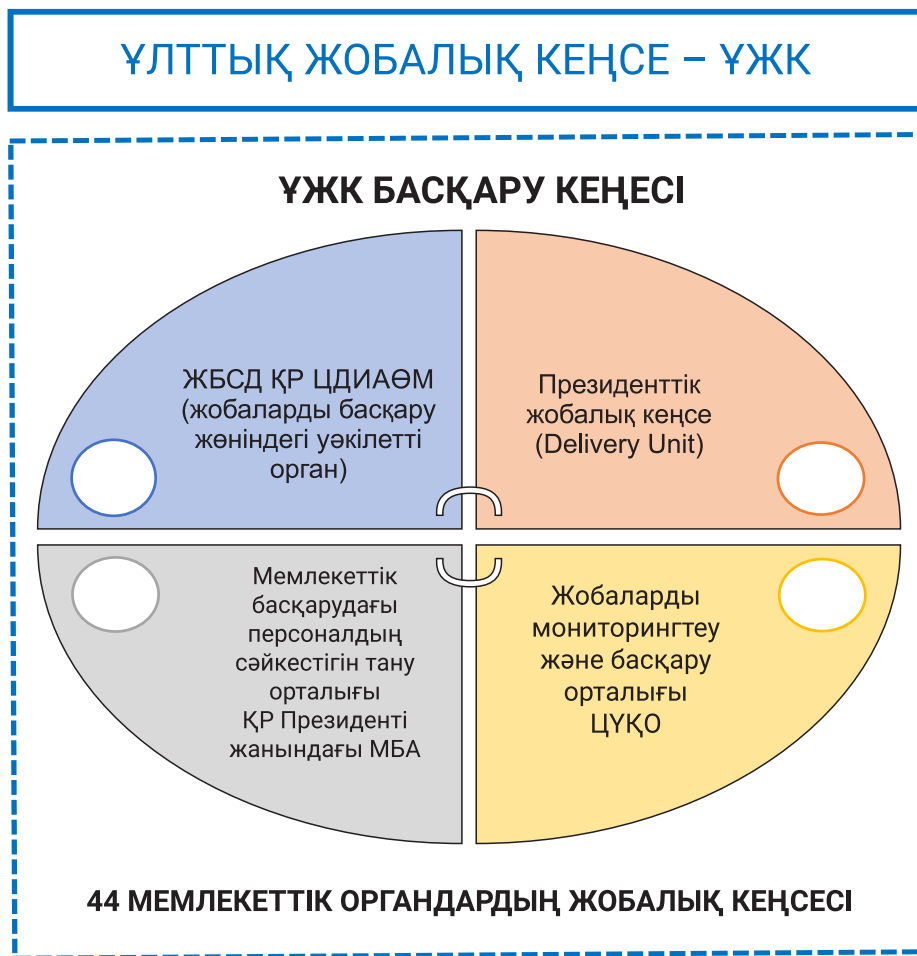 ҰЛТТЫҚ ЖОБАЛЫҚ КЕҢСЕ – ҰЖК
ҰЖК БАСҚАРУ КЕҢЕСІ
ЖБСД ҚР ЦДИАӨМ
(жобаларды басқару
жөніндегі уәкілетті
орган)
Президенттік
жобалық кеңсе
(Delivery Unit)
Мемлекеттік
басқарудағы
персоналдың
сәйкестігін тану
орталығы
ҚР Президенті
жанындағы МБА
Жобаларды
мониторингтеу
және басқару
орталығы
ЦҮҚО
44 МЕМЛЕКЕТТІК ОРГАНДАРДЫҢ ЖОБАЛЫҚ КЕҢСЕСІ